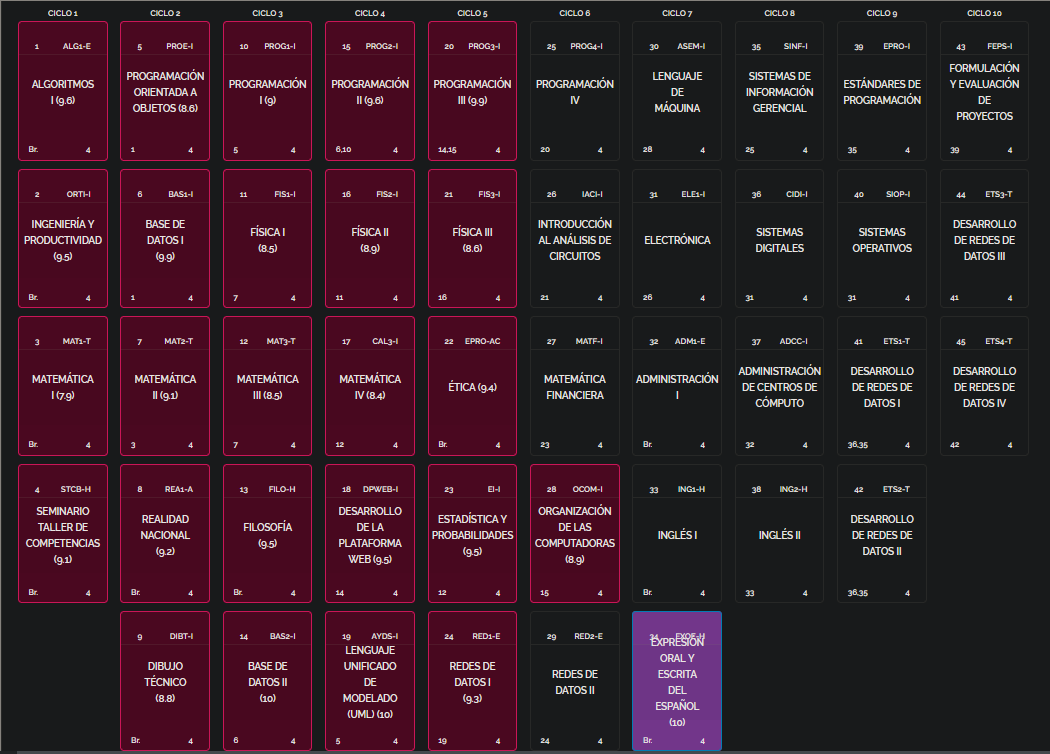 CICLO 1 CICLO 2 CICLO 3 CICLO 4 CICLO 5 CICLO 6 CICLO 7 CICLO 8 CICLO 9 CICLO 10
1 ALG1-E
ALGORITMOS
I (9.6)
Br. 4
5 PROE-I
PROGRAMACIÓN
ORIENTADA A
OBJETOS (8.6)
1 4
10 PROG1-I
PROGRAMACIÓN
I (9)
5 4
15 PROG2-I
PROGRAMACIÓN
II (9.6)
6,10 4
20 PROG3-I
PROGRAMACIÓN
III (9.9)
14,15 4
25 PROG4-I
PROGRAMACIÓN
IV
20 4
30 ASEM-I
LENGUAJE
DE
MÁQUINA
28 4
35 SINF-I
SISTEMAS DE
INFORMACIÓN
GERENCIAL
25 4
39 EPRO-I
ESTÁNDARES DE
PROGRAMACIÓN
35 4
43 FEPS-I
FORMULACIÓN
Y EVALUACIÓN
DE
PROYECTOS
39 4
2 ORTI-I
INGENIERÍA Y
PRODUCTIVIDAD
(9.5)
Br. 4
6 BAS1-I
BASE DE
DATOS I
(9.9)
1 4
11 FIS1-I
FÍSICA I
(8.5)
7 4
16 FIS2-I
FÍSICA II
(8.9)
11 4
21 FIS3-I
FÍSICA III
(8.6)
16 4
26 IACI-I
INTRODUCCIÓN
AL ANÁLISIS DE
CIRCUITOS
21 4
31 ELE1-I
ELECTRÓNICA
26 4
36 CIDI-I
SISTEMAS
DIGITALES
31 4
40 SIOP-I
SISTEMAS
OPERATIVOS
31 4
44 ETS3-T
DESARROLLO
DE REDES DE
DATOS III
41 4
3 MAT1-T
MATEMÁTICA
I (7.9)
Br. 4
7 MAT2-T
MATEMÁTICA
II (9.1)
3 4
12 MAT3-T
MATEMÁTICA
III (8.5)
7 4
17 CAL3-I
MATEMÁTICA
IV (8.4)
12 4
22 EPRO-AC
ÉTICA (9.4)
Br. 4
27 MATF-I
MATEMÁTICA
FINANCIERA
23 4
32 ADM1-E
ADMINISTRACIÓN
I
Br. 4
37 ADCC-I
ADMINISTRACIÓN
DE CENTROS DE
CÓMPUTO
32 4
41 ETS1-T
DESARROLLO
DE REDES DE
DATOS I
36,35 4
45 ETS4-T
DESARROLLO
DE REDES DE
DATOS IV
42 4
4 STCB-H
SEMINARIO
TALLER DE
COMPETENCIAS
(9.1)
Br. 4
8 REA1-A
REALIDAD
NACIONAL
(9.2)
Br. 4
13 FILO-H
FILOSOFÍA
(9.5)
Br. 4
18 DPWEB-I
DESARROLLO
DE LA
PLATAFORMA
WEB (9.5)
14 4
23 EI-I
ESTADÍSTICA Y
PROBABILIDADES
(9.5)
12 4
28 OCOM-I
ORGANIZACIÓN
DE LAS
COMPUTADORAS
(8.9)
15 4
33 ING1-H
INGLÉS I
Br. 4
38 ING2-H
INGLÉS II
33 4
42 ETS2-T
DESARROLLO
DE REDES DE
DATOS II
36,35 4
9 DIBT-I
DIBUJO
TÉCNICO
(8.8)
Br. 4
14 BAS2-I
BASE DE
DATOS II
(10)
6 4
19 AYDS-I
LENGUAJE
UNIFICADO
DE
MODELADO
(UML) (10)
5 4
24 RED1-E
REDES DE
DATOS I
(9.3)
19 4
29 RED2-E
REDES DE
DATOS II
24 4
34 EXOE-H
EXPRESIÓN
ORAL Y
ESCRITA
DEL
ESPAÑOL
(10)
Br. 4